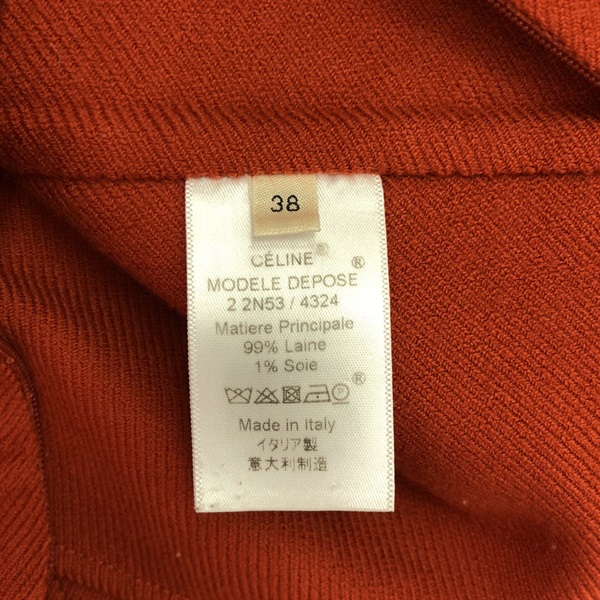 38
CÉLINE®
MODELE DEPOSE ®
2 2N53 / 4324
Matiere Principale
99% Laine
1% Soie
P ®
Made in Italy
イタリア製
意大利制造